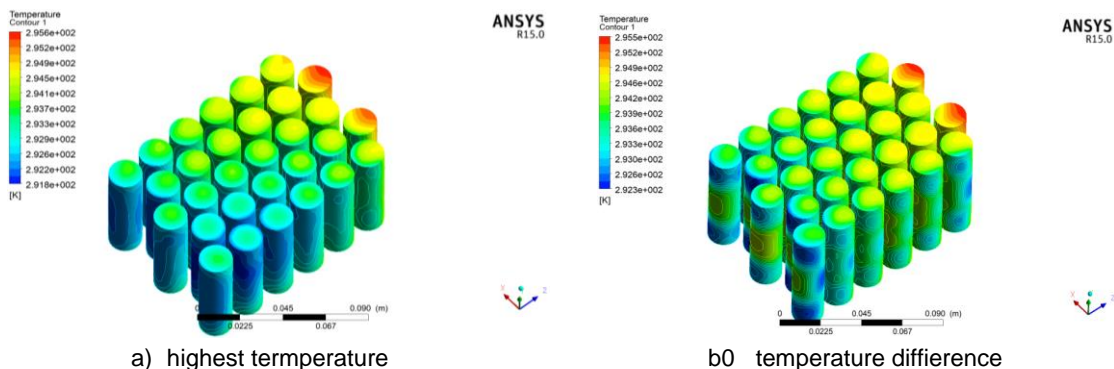 Temperature
Contour 1
2.956e+002
2.952e+002
2.949e+002
2.945e+002
2.941e+002
2.937e+002
2.933e+002
2.929e+002
2.926e+002
2.922e+002
2.918e+002
[K]
ANSYS
R15.0
X
Z
0.045
0.090 (m)
0.0225
0.067
a) highest termperature
Temperature
Contour 1
2.955e+002
2.952e+002
2.949e+002
2.946e+002
2.942e+002
2.939e+002
2.936e+002
2.933e+002
2.930e+002
2.926e+002
2.923e+002
[K]
ANSYS
R15.0
X
Z
0
0.045
0.090 (m)
0.0225
0.067
b0 temperature diffierence